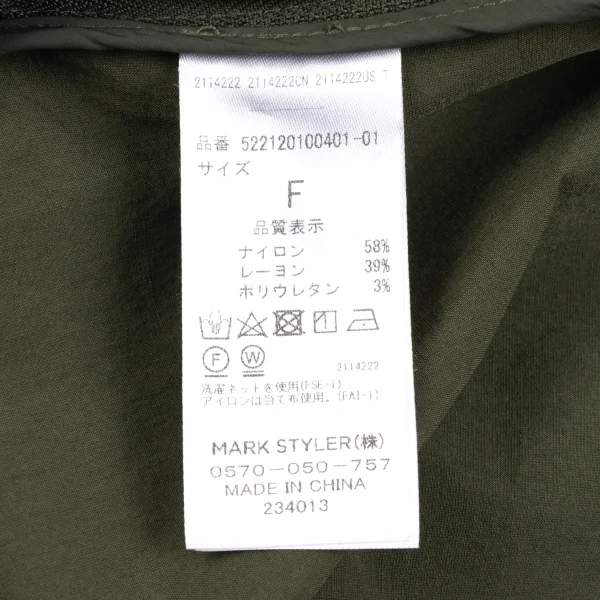 2114222 2114222CN 2114222US T
品番 522120100401-01
サイズ
F
品質表示
ナイロン 58%
レーヨン 39%
ポリウレタン 3%
F W
2114222
洗濯ネットを使用(FSE-1)
アイロンは当て布使用。(FAI-1)
MARK STYLER(株)
0570-050-757
MADE IN CHINA
234013